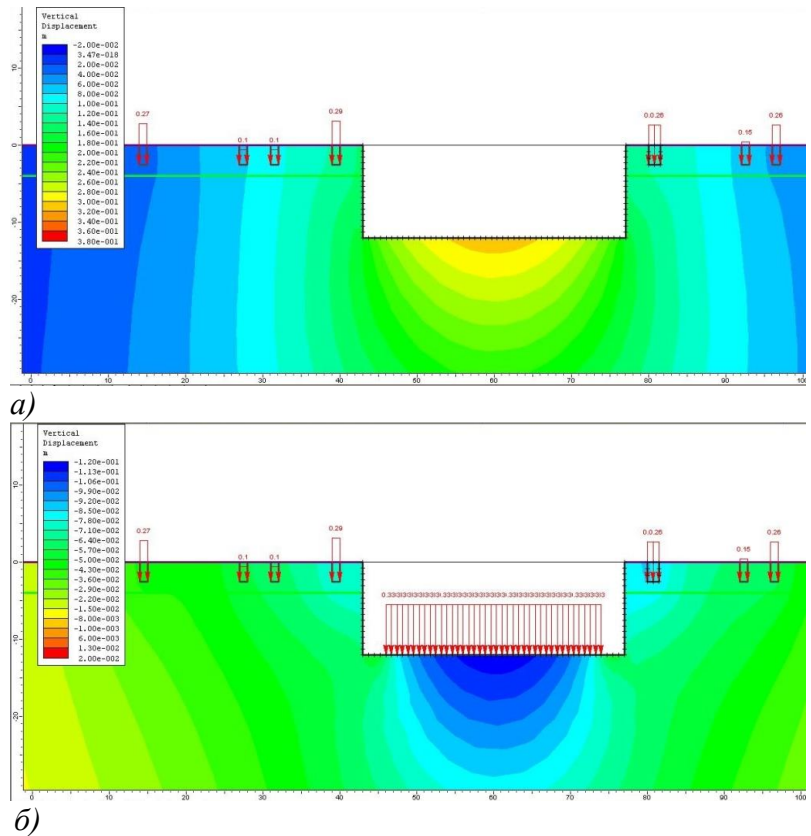 Vertical
Displacement
m
-2.00e-002
3.47e-018
2.00e-002
4.00e-002
6.00e-002
8.00e-002
1.00e-001
1.20e-001
1.40e-001
1.60e-001
1.80e-001
2.00e-001
2.20e-001
2.40e-001
2.60e-001
2.80e-001
3.00e-001
3.20e-001
3.40e-001
3.60e-001
3.80e-001
10
0
-10
-20
0.27
0.1
0.1
0.29
0.15
0.26
0 10 20 30 40 50 60 70 80 90 100
а)
Vertical
Displacement
m
-1.20e-001
-1.13e-001
-1.06e-001
-9.90e-002
-9.20e-002
-8.50e-002
-7.80e-002
-7.10e-002
-6.40e-002
-5.70e-002
-5.00e-002
-4.30e-002
-3.60e-002
-2.90e-002
-2.20e-002
-1.50e-002
-8.00e-003
-1.00e-003
6.00e-003
1.30e-002
2.00e-002
10
0
-10
-20
0.27
0.1
0.1
0.29
0.15
0.26
0 10 20 30 40 50 60 70 80 90 100
б)